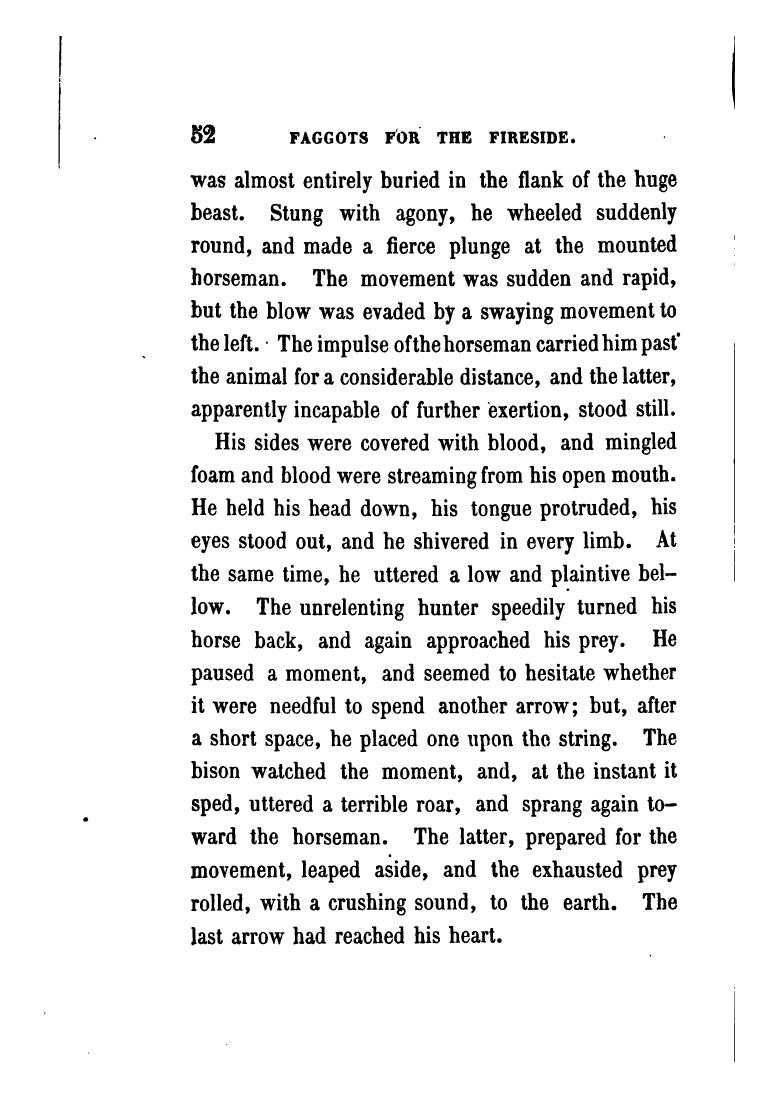 52 FAGGOTS FOR THE FIRESIDE.
was almost entirely buried in the flank of the huge
beast. Stung with agony, he wheeled suddenly
round, and made a fierce plunge at the mounted
horseman. The movement was sudden and rapid,
but the blow was evaded by a swaying movement to
the left. The impulse of the horseman carried him past
the animal for a considerable distance, and the latter,
apparently incapable of further exertion, stood still.
His sides were covered with blood, and mingled
foam and blood were streaming from his open mouth.
He held his head down, his tongue protruded, his
eyes stood out, and he shivered in every limb. At
the same time, he uttered a low and plaintive bel-
low. The unrelenting hunter speedily turned his
horse back, and again approached his prey. He
paused a moment, and seemed to hesitate whether
it were needful to spend another arrow; but, after
a short space, he placed one upon the string. The
bison watched the moment, and, at the instant it
sped, uttered a terrible roar, and sprang again to-
ward the horseman. The latter, prepared for the
movement, leaped aside, and the exhausted prey
rolled, with a crushing sound, to the earth. The
last arrow had reached his heart.